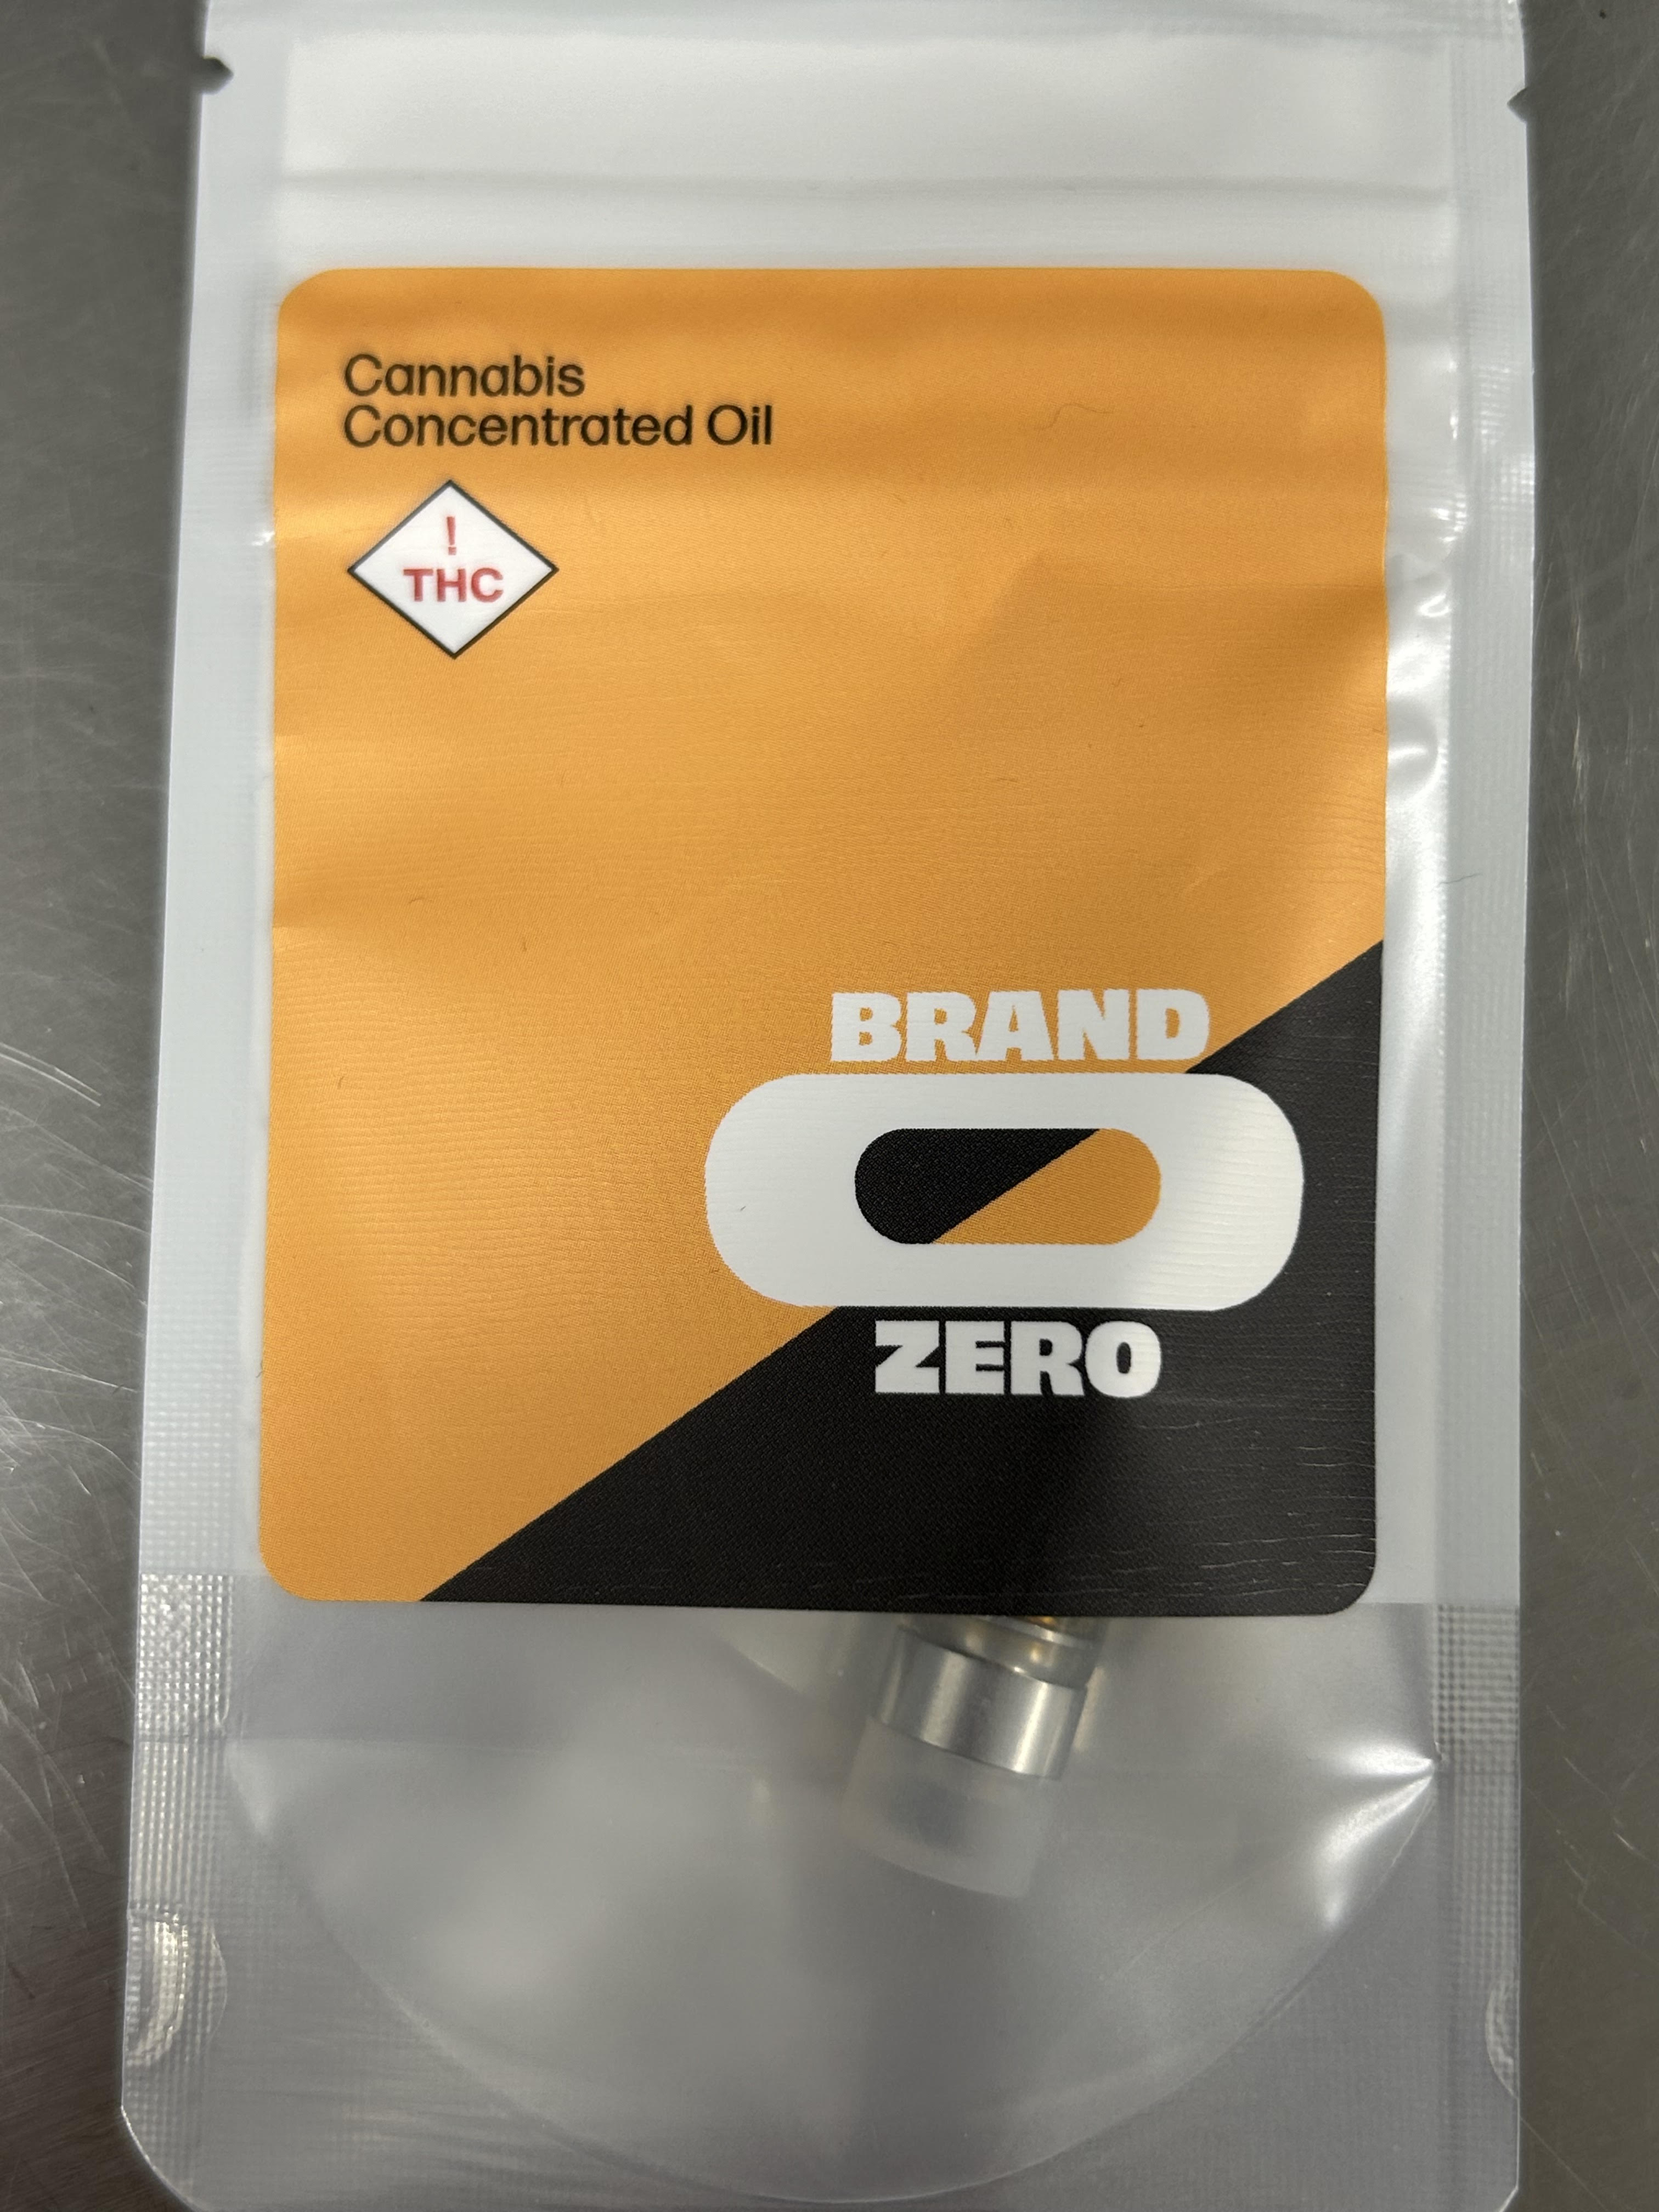 Cannabis
Concentrated Oil
!
THC
BRAND
ZERO